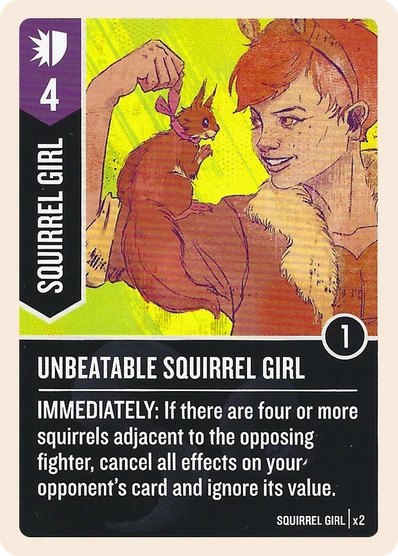 4
SQUIRREL GIRL
1
UNBEATABLE SQUIRREL GIRL
IMMEDIATELY: If there are four or more
squirrels adjacent to the opposing
fighter, cancel all effects on your
opponent's card and ignore its value.
SQUIRREL GIRL | x2